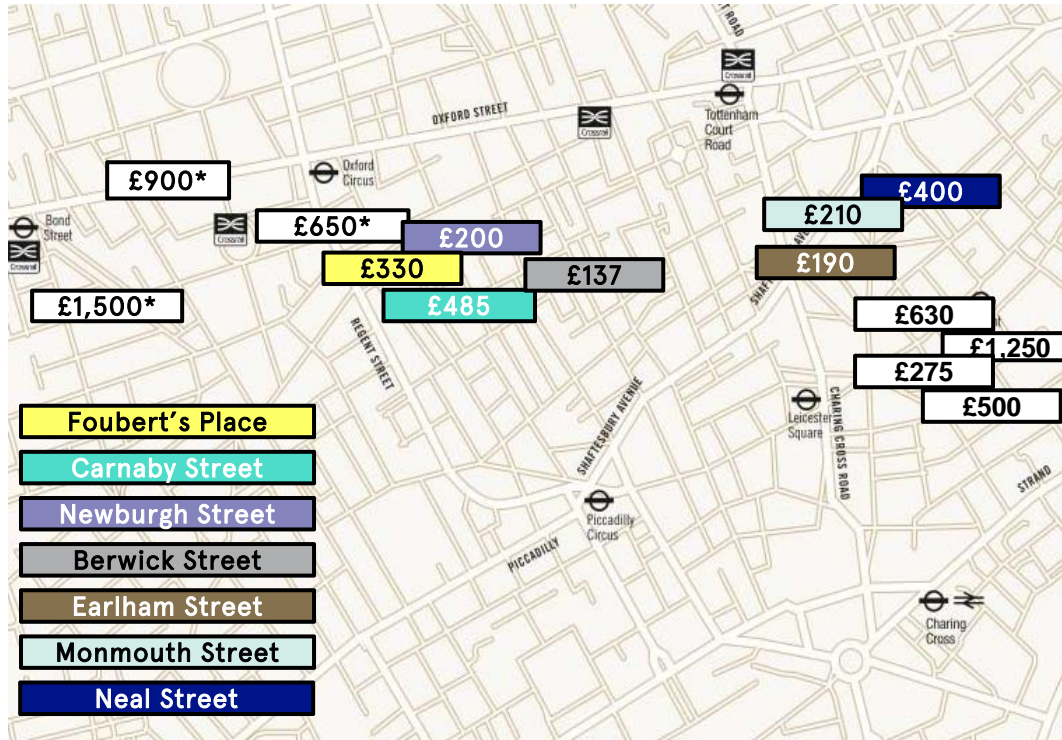 T ROAD
Crossrail
Tottenham
Court
Road
OXFORD STREET
Crossrail
Oxford
Circus
£900*
£400
£210
Bond
Street
Crossrail
Crossrail
£650*
£200
£330
£137
£190
£1,500*
£485
£630
£1,250
£275
£500
REGENT STREET
SHAFTESBURY AVENUE
Leicester
Square
CHARING CROSS ROAD
STRAND
Piccadilly
Circus
PICCADILLY
Charing
Cross
Foubert's Place
Carnaby Street
Newburgh Street
Berwick Street
Earlham Street
Monmouth Street
Neal Street